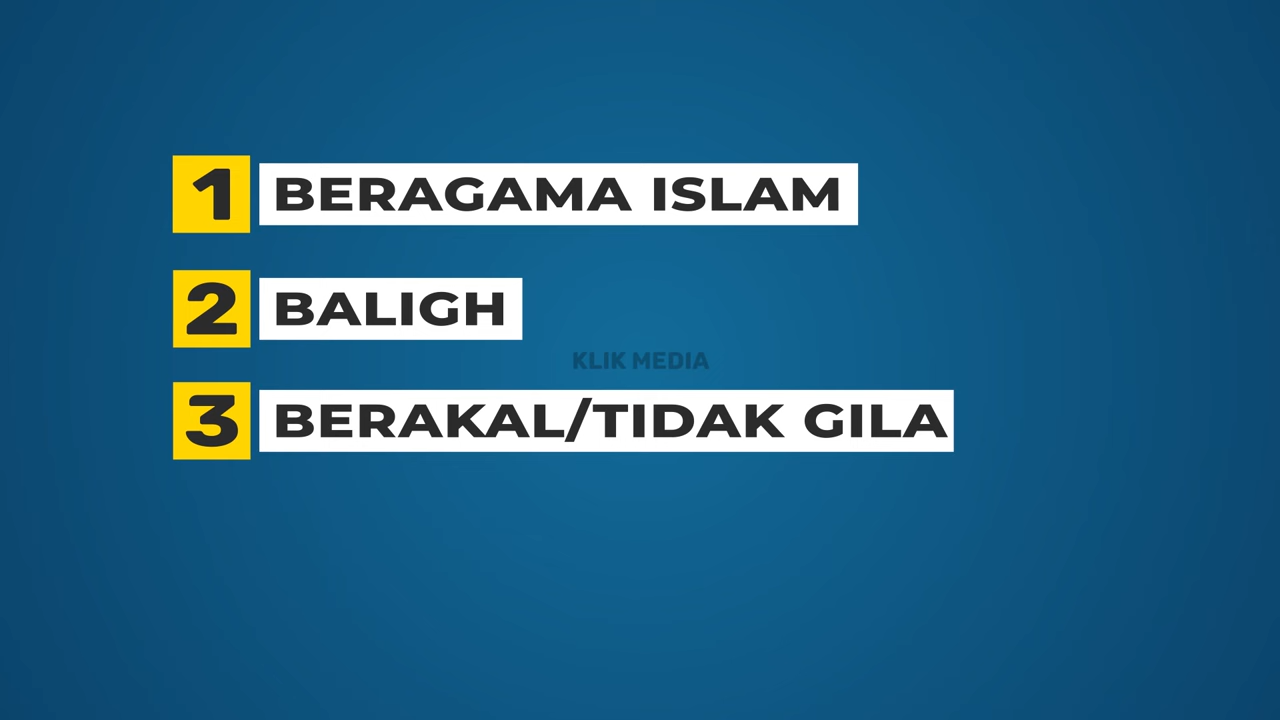 1 BERAGAMA ISLAM
2 BALIGH
KLIK MEDIA
3 BERAKAL/TIDAK GILA